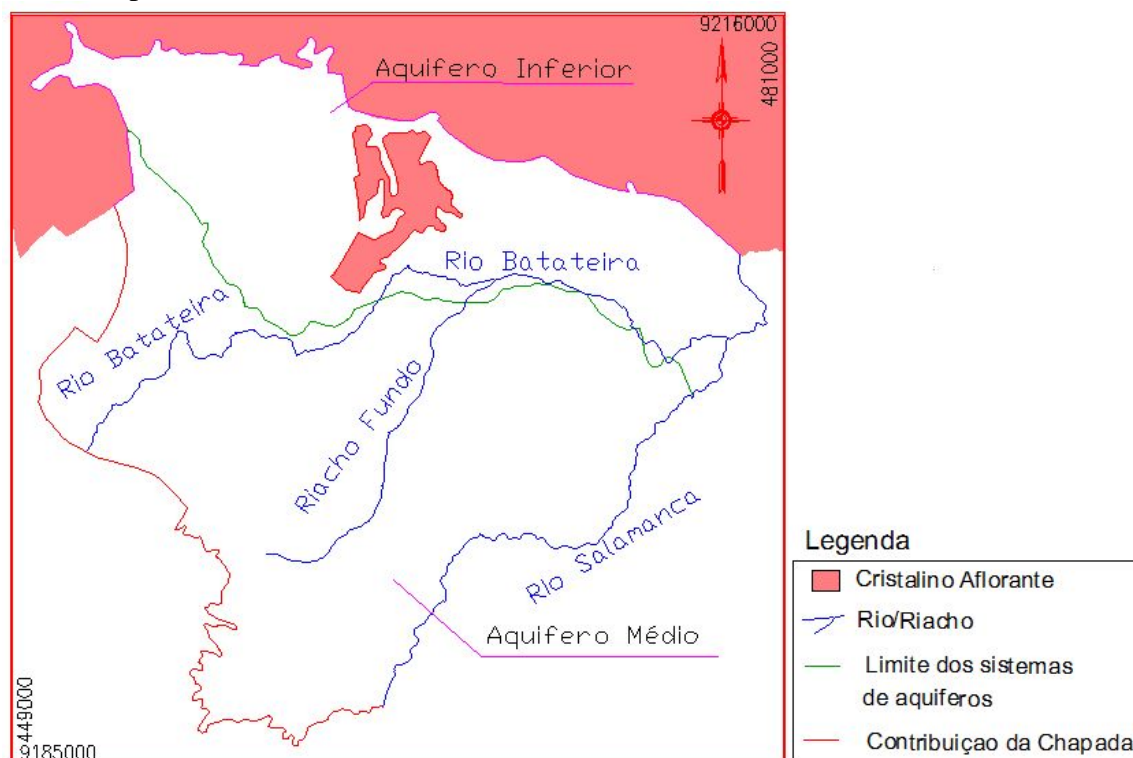 9216000
481000
Aquifero Inferior
Rio Batateira
Rio Batateira
Riacho Fundo
Rio Salamanca
Aquifero Médio
449000
9185000
Legenda
Cristalino Aflorante
Rio/Riacho
Limite dos sistemas
de aquiferos
Contribuiçao da Chapada